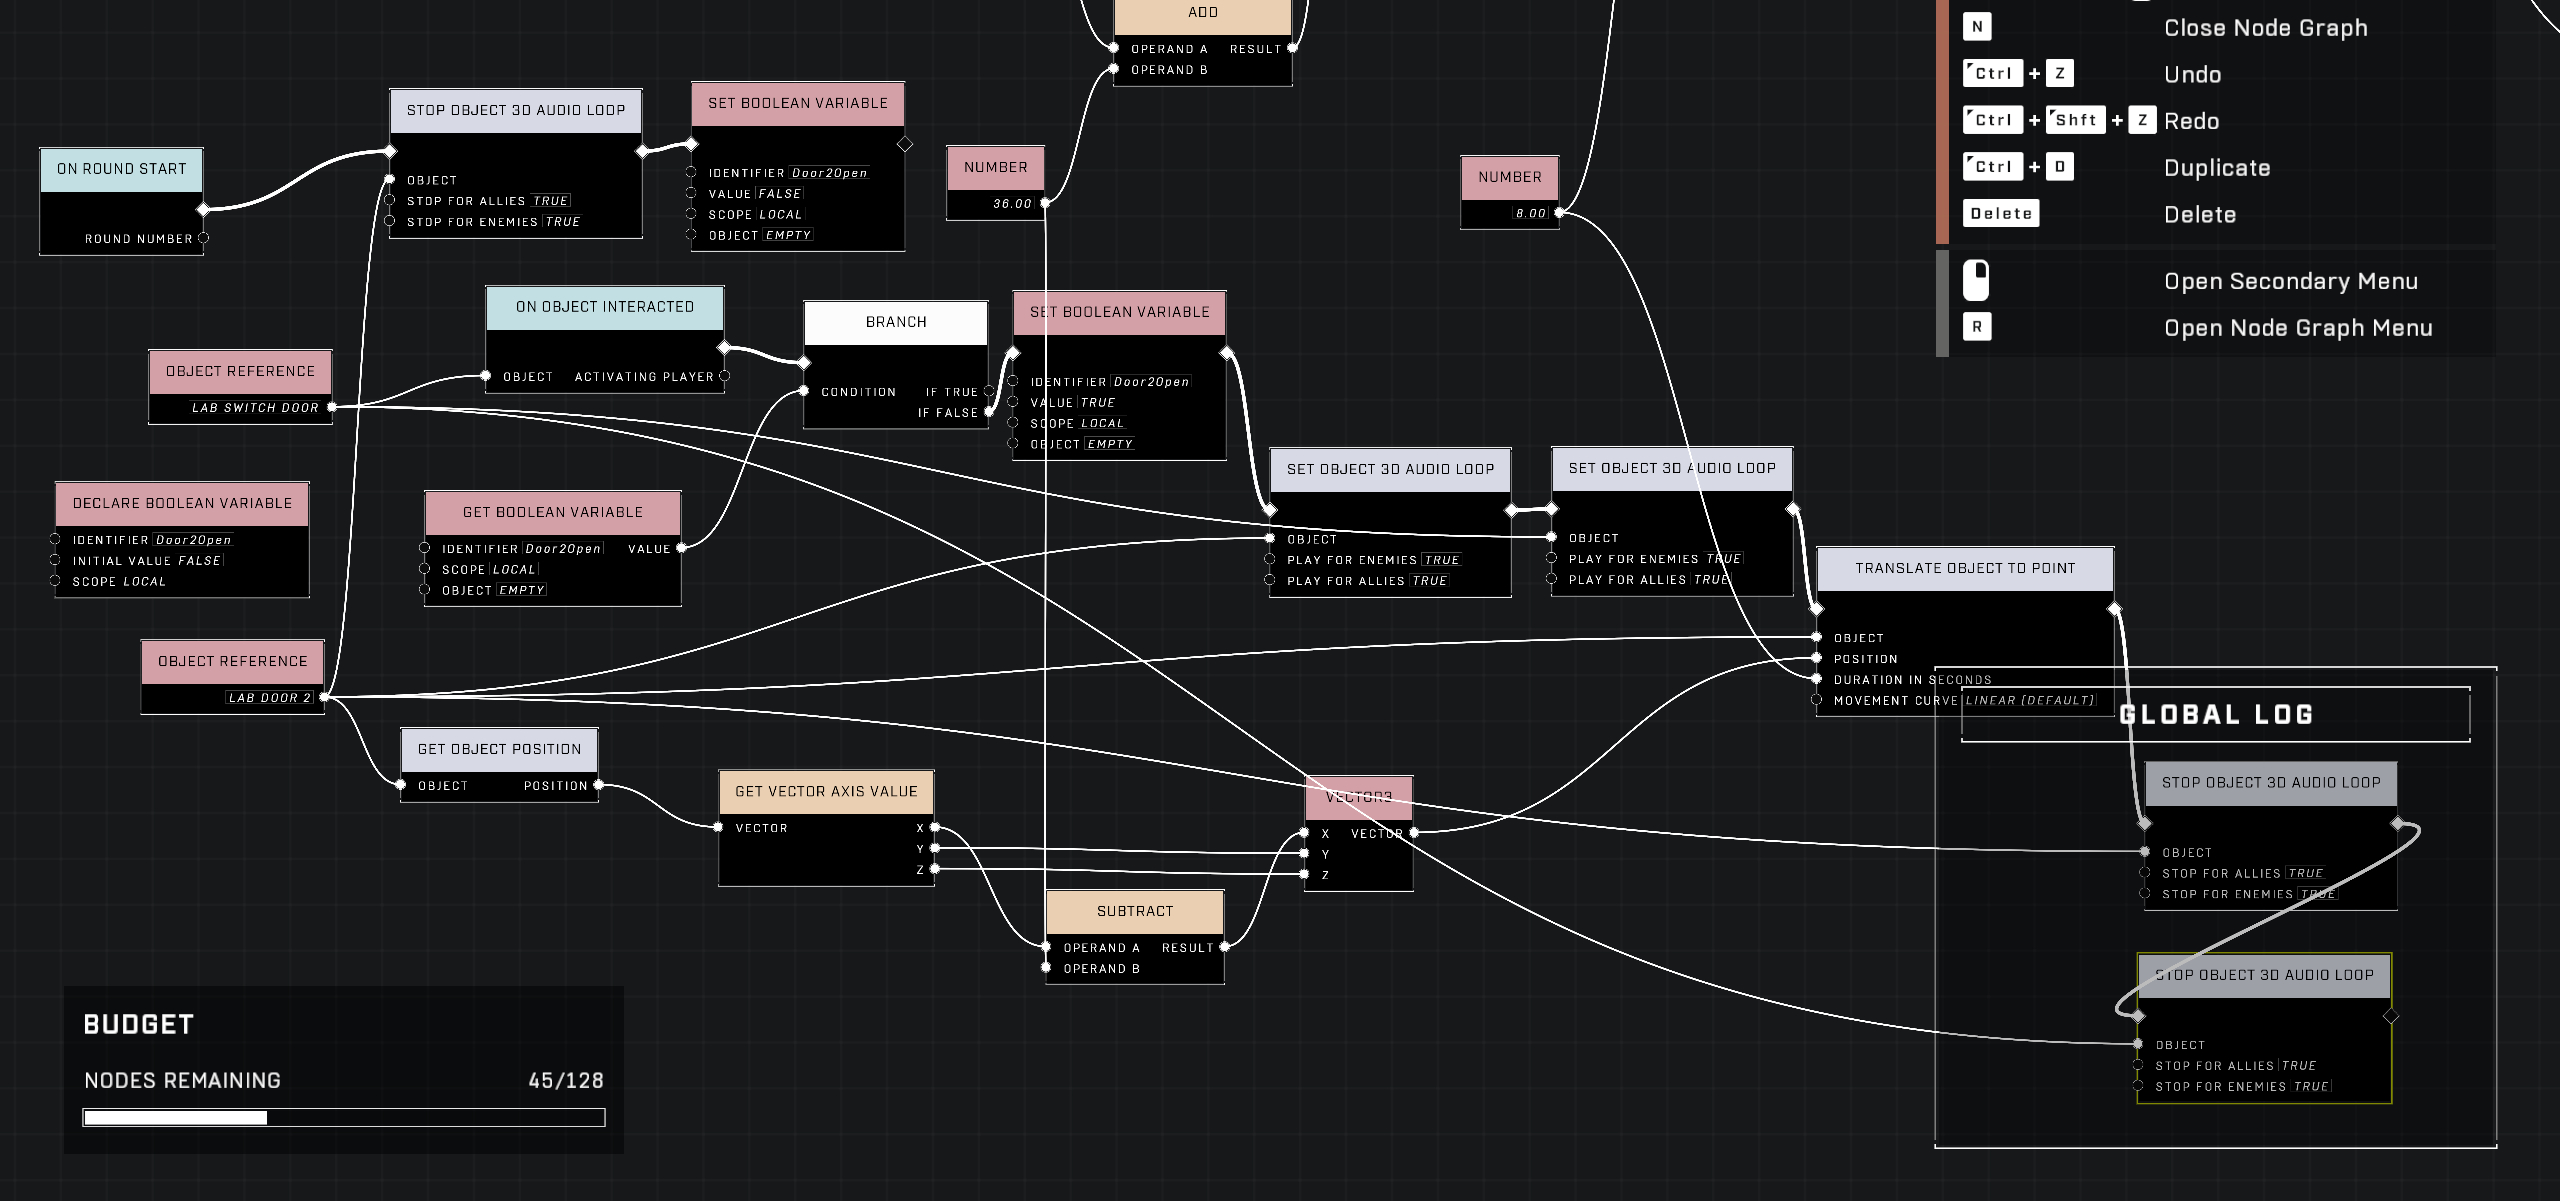 ADD
OPERAND A RESULT
OPERAND B
N Close Node Graph
Ctrl + Z Undo
Ctrl + Shft + Z Redo
Ctrl + D Duplicate
Delete Delete
Open Secondary Menu
R Open Node Graph Menu
ON ROUND START
ROUND NUMBER
STOP OBJECT 3D AUDIO LOOP
OBJECT
STOP FOR ALLIES TRUE
STOP FOR ENEMIES TRUE
SET BOOLEAN VARIABLE
IDENTIFIER Door2Open
VALUE FALSE
SCOPE LOCAL
OBJECT EMPTY
NUMBER
36.00
NUMBER
8.00
OBJECT REFERENCE
LAB SWITCH DOOR
ON OBJECT INTERACTED
OBJECT ACTIVATING PLAYER
BRANCH
CONDITION IF TRUE
IF FALSE
SET BOOLEAN VARIABLE
IDENTIFIER Door2Open
VALUE TRUE
SCOPE LOCAL
OBJECT EMPTY
DECLARE BOOLEAN VARIABLE
IDENTIFIER Door2Open
INITIAL VALUE FALSE
SCOPE LOCAL
GET BOOLEAN VARIABLE
IDENTIFIER Door2Open VALUE
SCOPE LOCAL
OBJECT EMPTY
SET OBJECT 3D AUDIO LOOP
OBJECT
PLAY FOR ENEMIES TRUE
PLAY FOR ALLIES TRUE
SET OBJECT 3D AUDIO LOOP
OBJECT
PLAY FOR ENEMIES TRUE
PLAY FOR ALLIES TRUE
TRANSLATE OBJECT TO POINT
OBJECT
POSITION
DURATION IN SECONDS
MOVEMENT CURVE LINEAR (DEFAULT)
OBJECT REFERENCE
LAB DOOR 2
GET OBJECT POSITION
OBJECT POSITION
GET VECTOR AXIS VALUE
VECTOR X
Y
Z
VECTOR3
X VECTOR
Y
Z
SUBTRACT
OPERAND A RESULT
OPERAND B
GLOBAL LOG
STOP OBJECT 3D AUDIO LOOP
OBJECT
STOP FOR ALLIES TRUE
STOP FOR ENEMIES TRUE
STOP OBJECT 3D AUDIO LOOP
OBJECT
STOP FOR ALLIES TRUE
STOP FOR ENEMIES TRUE
BUDGET
NODES REMAINING 45/128